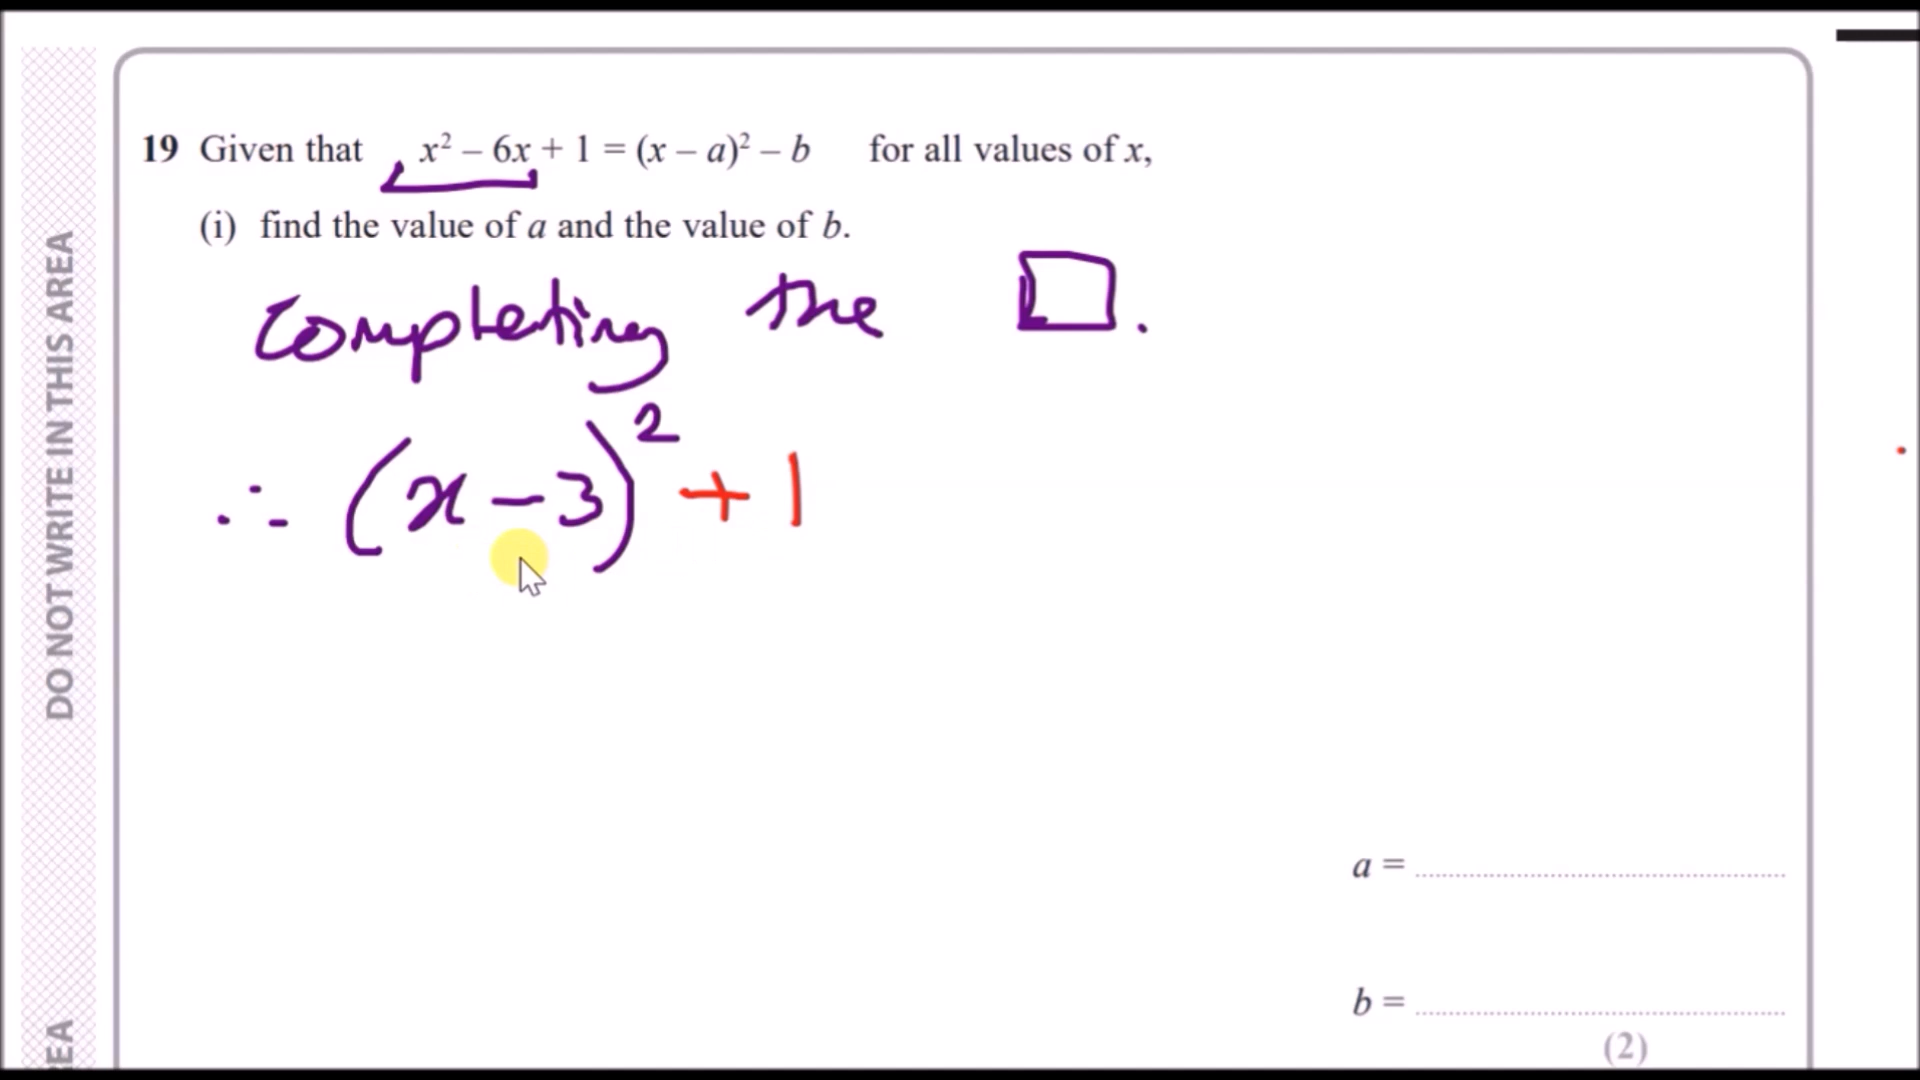 DO NOT WRITE IN THIS AREA
REA
19 Given that x² – 6x + 1 = (x – a)² – b for all values of x,
(i) find the value of a and the value of b.
completing the □.
∴ (x – 3)² + 1
a = ........................................
b = ........................................
(2)